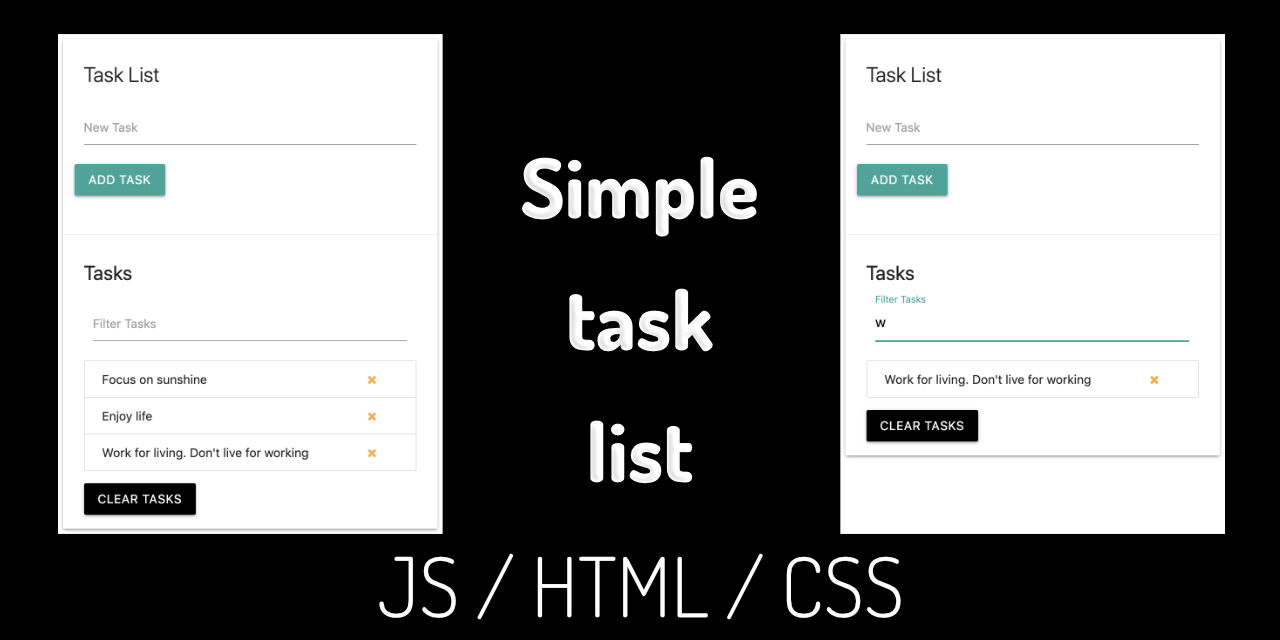 Task List
New Task
ADD TASK
Tasks
Filter Tasks
Focus on sunshine
Enjoy life
Work for living. Don't live for working
CLEAR TASKS
Simple
task
list
Task List
New Task
ADD TASK
Tasks
Filter Tasks
w
Work for living. Don't live for working
CLEAR TASKS
JS / HTML / CSS